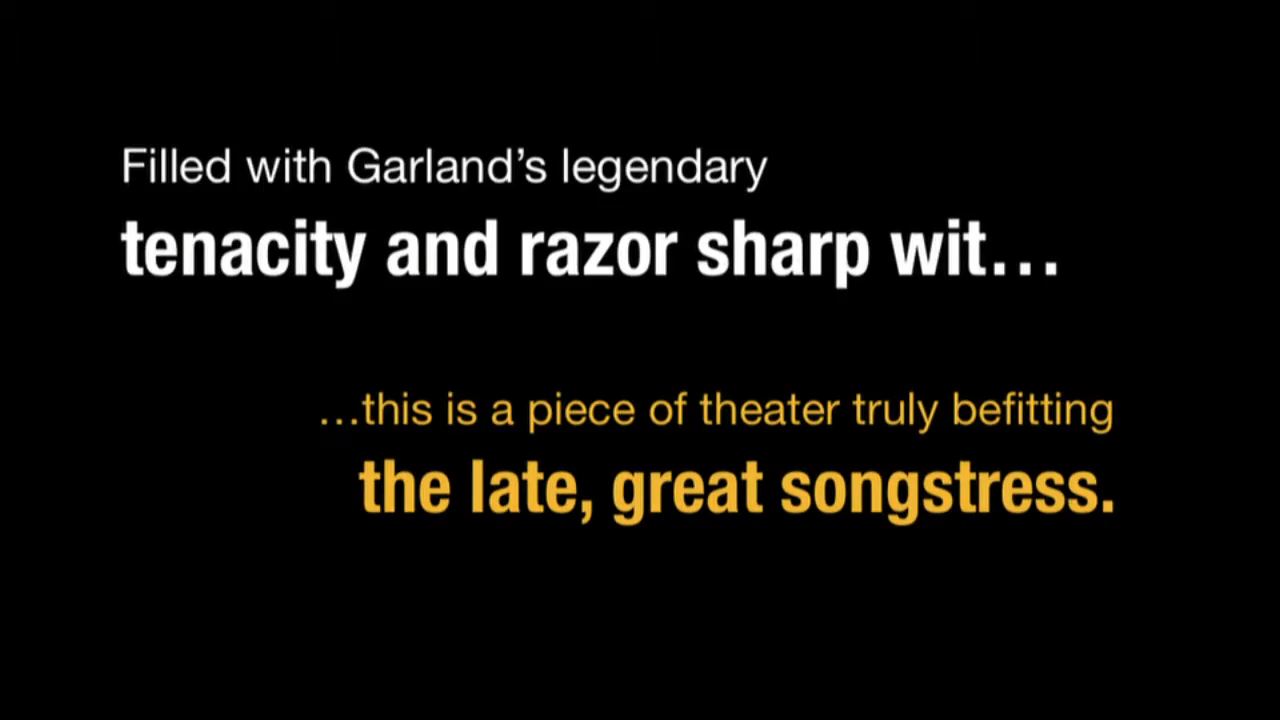 Filled with Garland’s legendary
tenacity and razor sharp wit…
…this is a piece of theater truly befitting
the late, great songstress.